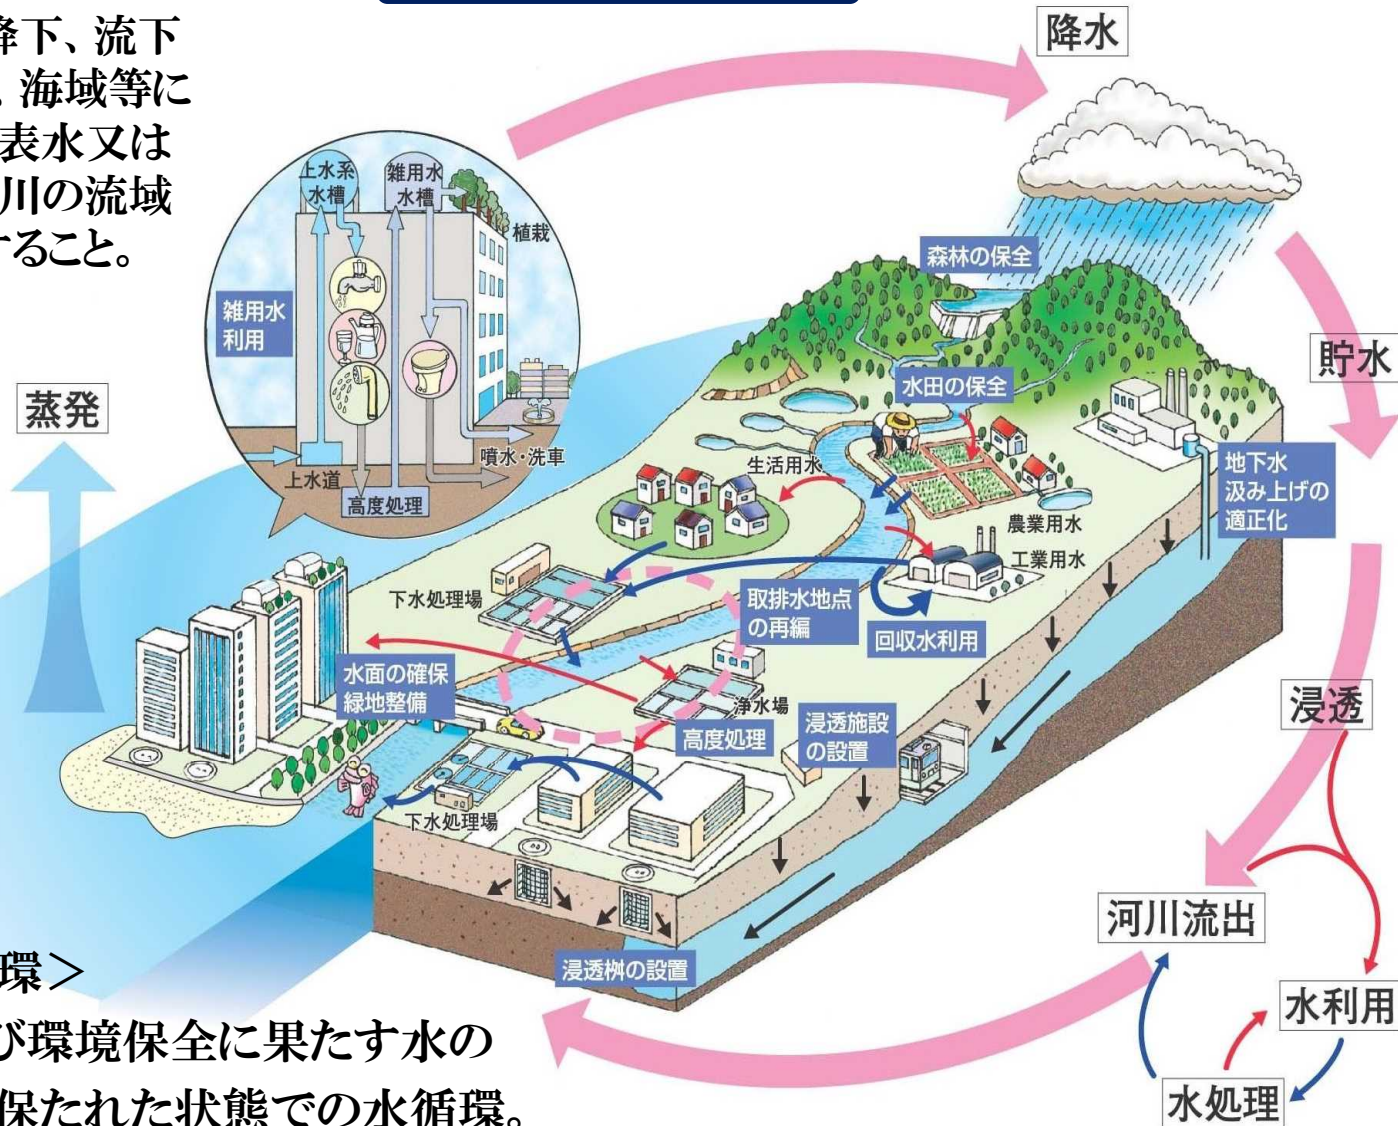 降下、流下
海域等に
表水又は
川の流域
すること。
降水
上水系
水槽
雑用水
水槽
植栽
雑用水
利用
上水道
高度処理
噴水・洗車
森林の保全
貯水
蒸発
水田の保全
生活用水
地下水
汲み上げの
適正化
農業用水
工業用水
下水処理場
取排水地点
の再編
回収水利用
水面の確保
緑地整備
浄水場
高度処理
浸透施設
の設置
浸透
下水処理場
河川流出
浸透桝の設置
環＞
び環境保全に果たす水の
保たれた状態での水循環。
水利用
水処理